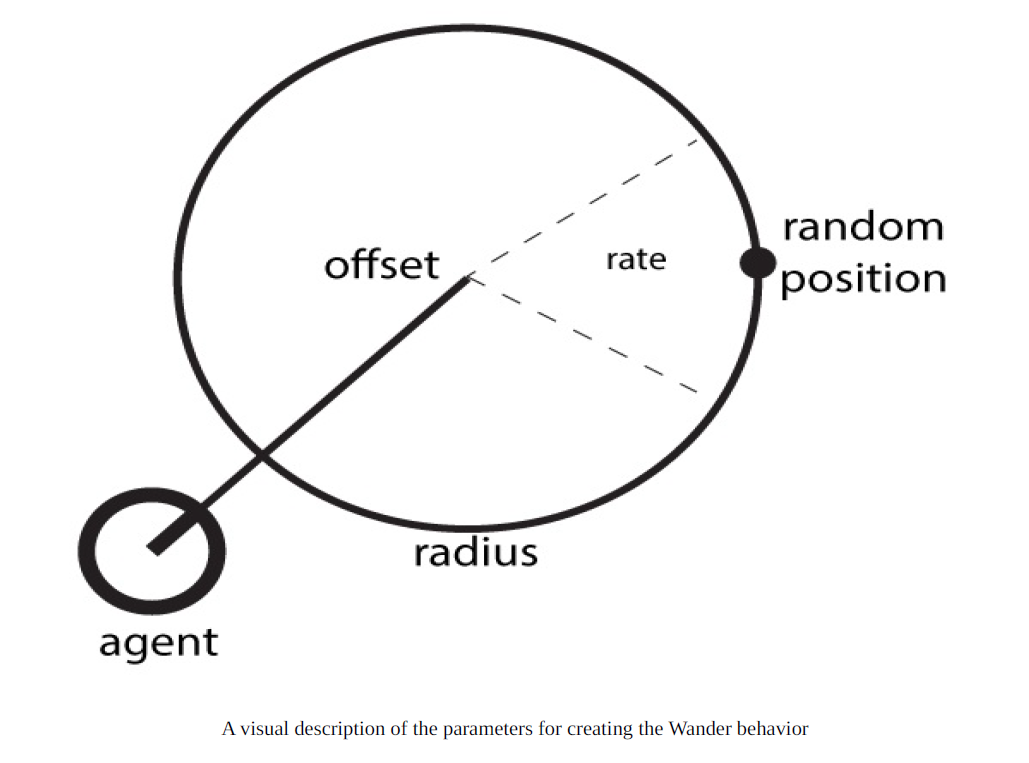 random
position
offset
rate
radius
agent
A visual description of the parameters for creating the Wander behavior